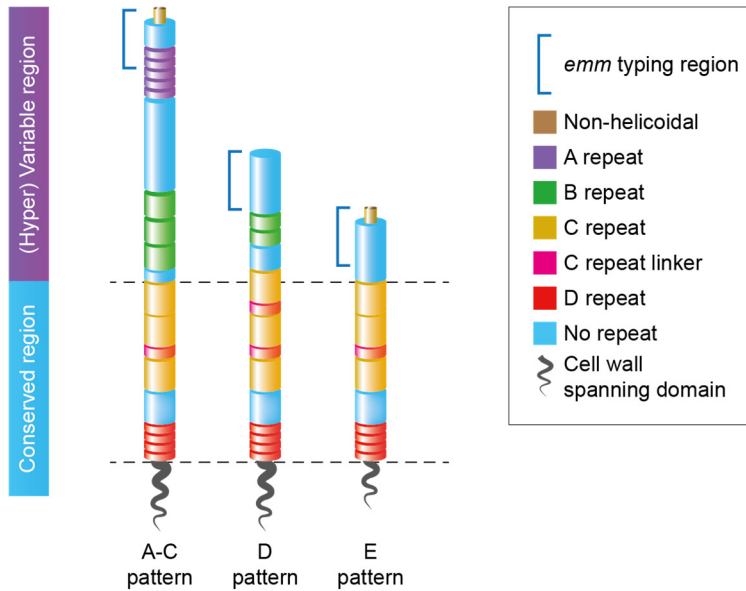 (Hyper) Variable region
Conserved region
A-C
pattern
D
pattern
E
pattern
emm typing region
Non-helicoidal
A repeat
B repeat
C repeat
C repeat linker
D repeat
No repeat
Cell wall
spanning domain